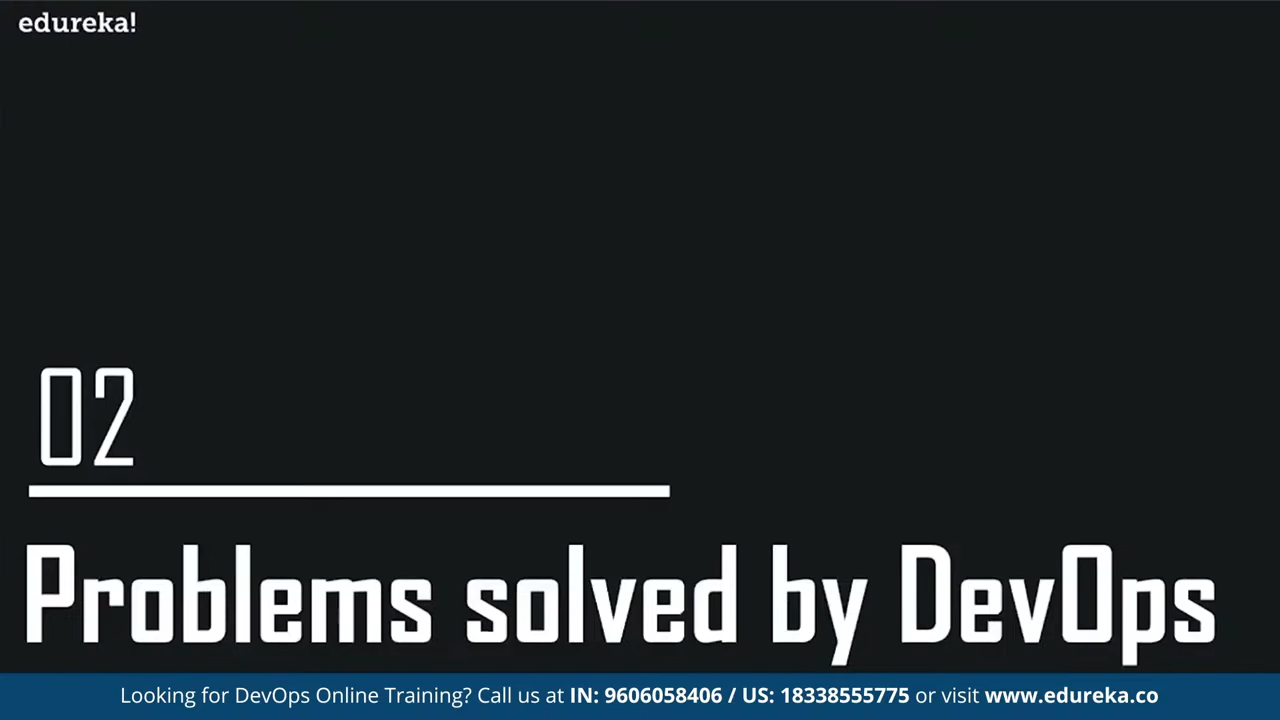 edureka!
02
Problems solved by DevOps
Looking for DevOps Online Training? Call us at IN: 9606058406 / US: 18338555775 or visit www.edureka.co